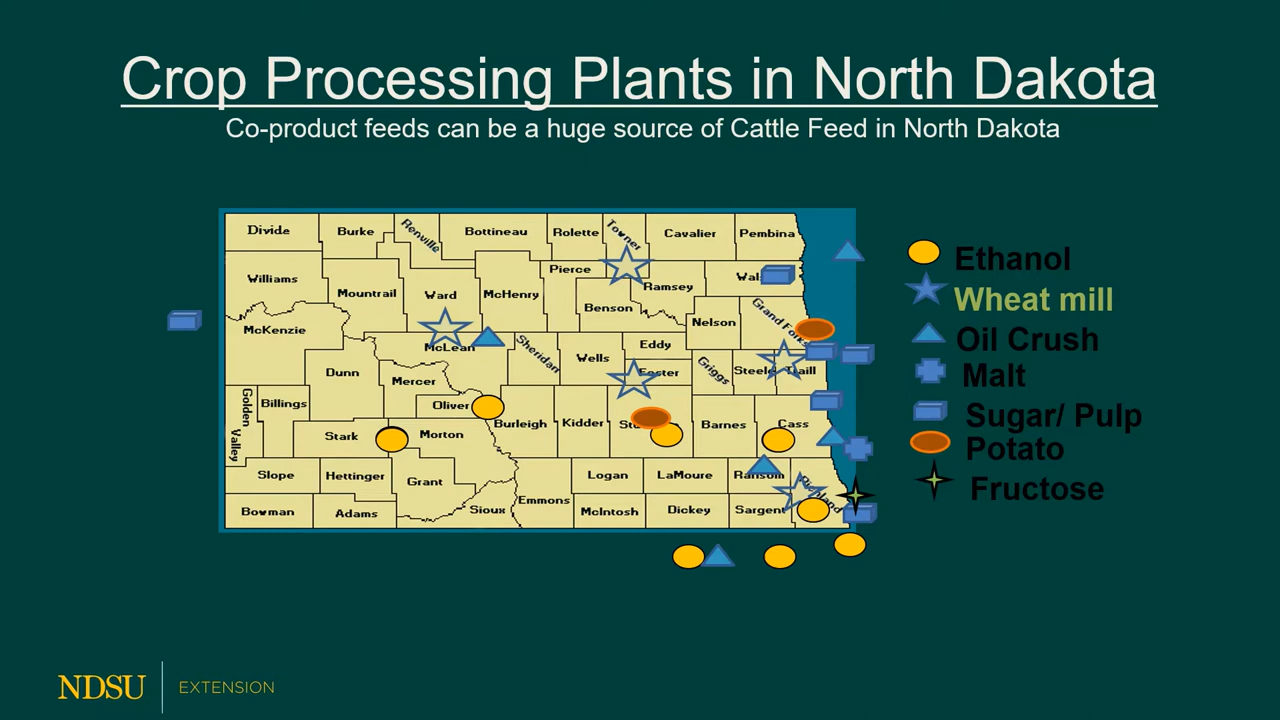 Crop Processing Plants in North Dakota
Co-product feeds can be a huge source of Cattle Feed in North Dakota
Divide
Burke
Renville
Bottineau
Rolette
Towner
Cavalier
Pembina
Williams
Mountrail
Ward
McHenry
Pierce
Benson
Ramsey
Wal
McKenzie
McLean
Sheridan
Wells
Eddy
Foster
Nelson
Grand Forks
Griggs
Steele
Traill
Dunn
Mercer
Oliver
Golden
Valley
Billings
Stark
Morton
Burleigh
Kidder
Stu
Barnes
Cass
Slope
Hettinger
Grant
Sioux
Emmons
Logan
LaMoure
Ransom
Richland
Bowman
Adams
McIntosh
Dickey
Sargent
Ethanol
Wheat mill
Oil Crush
Malt
Sugar/ Pulp
Potato
Fructose
NDSU
EXTENSION